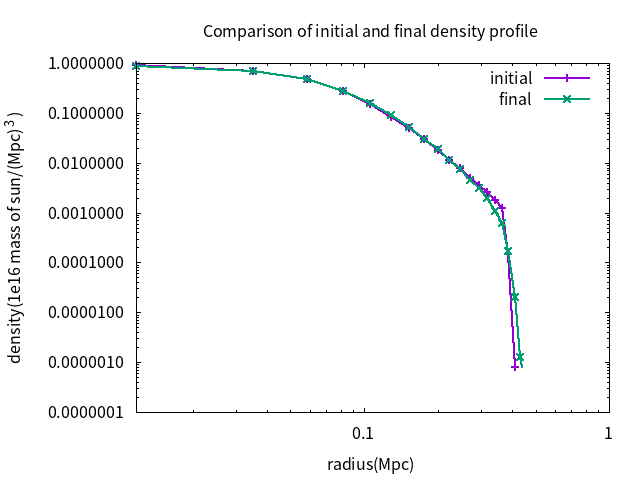 Comparison of initial and final density profile
initial
final
1.0000000
0.1000000
0.0100000
0.0010000
0.0001000
0.0000100
0.0000010
0.0000001
density(1e16 mass of sun/(Mpc)³)
0.1
1
radius(Mpc)